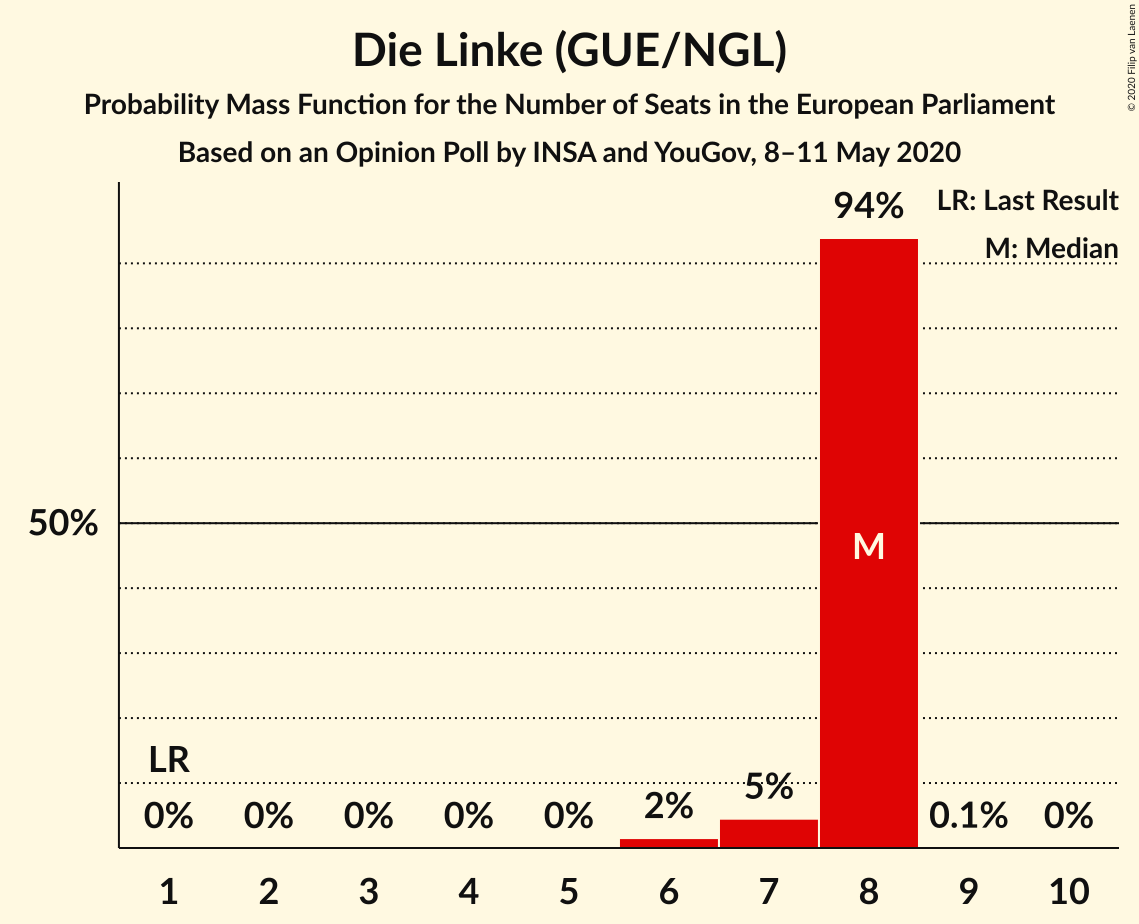 Die Linke (GUE/NGL)
Probability Mass Function for the Number of Seats in the European Parliament
Based on an Opinion Poll by INSA and YouGov, 8–11 May 2020
© 2020 Filip van Laenen
LR: Last Result
M: Median
94%
50%
M
LR
0%
0%
0%
0%
0%
2%
5%
0.1%
0%
1 2 3 4 5 6 7 8 9 10